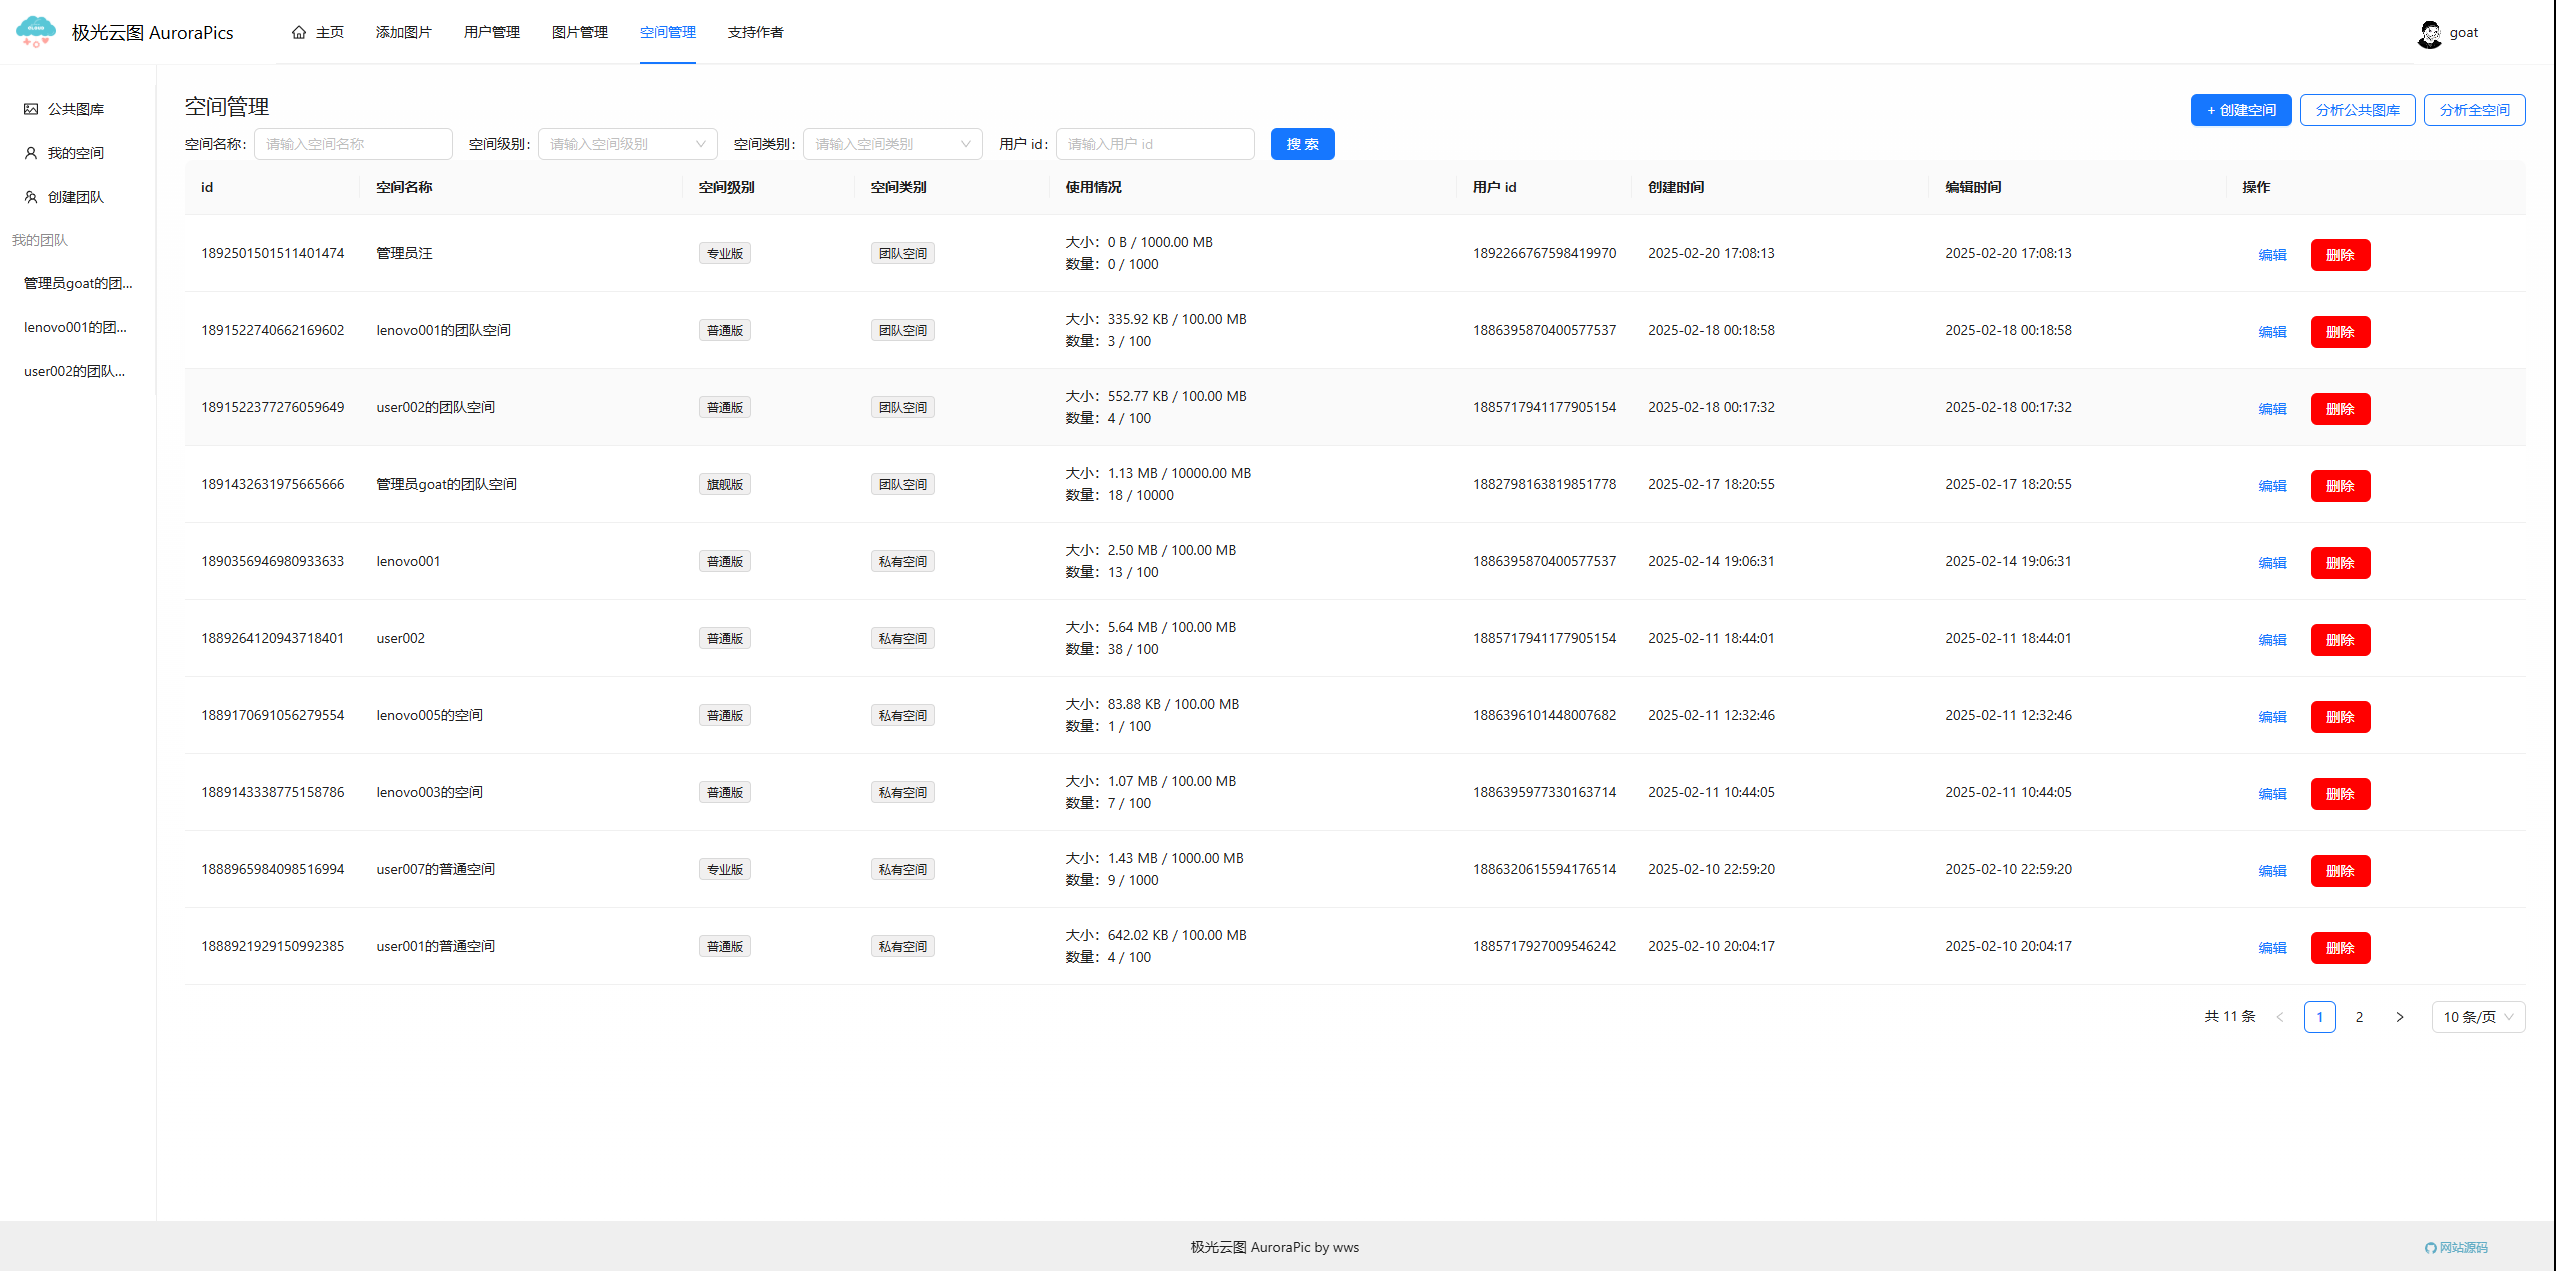 极光云图 AuroraPics
主页 添加图片 用户管理 图片管理 空间管理 支持作者
goat
公共图库
我的空间
创建团队
我的团队
管理员goat的团...
lenovo001的团...
user002的团队...
空间管理
+ 创建空间 分析公共图库 分析全空间
空间名称: 请输入空间名称 空间级别: 请输入空间级别 空间类别: 请输入空间类别 用户 id: 请输入用户 id 搜 索
id 空间名称 空间级别 空间类别 使用情况 用户 id 创建时间 编辑时间 操作
1892501501511401474 管理员汪 专业版 团队空间 大小: 0 B / 1000.00 MB 1892266767598419970 2025-02-20 17:08:13 2025-02-20 17:08:13 编辑 删除
数量: 0 / 1000
1891522740662169602 lenovo001的团队空间 普通版 团队空间 大小: 335.92 KB / 100.00 MB 1886395870400577537 2025-02-18 00:18:58 2025-02-18 00:18:58 编辑 删除
数量: 3 / 100
1891522377276059649 user002的团队空间 普通版 团队空间 大小: 552.77 KB / 100.00 MB 1885717941177905154 2025-02-18 00:17:32 2025-02-18 00:17:32 编辑 删除
数量: 4 / 100
1891432631975665666 管理员goat的团队空间 旗舰版 团队空间 大小: 1.13 MB / 10000.00 MB 1882798163819851778 2025-02-17 18:20:55 2025-02-17 18:20:55 编辑 删除
数量: 18 / 10000
1890356946980933633 lenovo001 普通版 私有空间 大小: 2.50 MB / 100.00 MB 1886395870400577537 2025-02-14 19:06:31 2025-02-14 19:06:31 编辑 删除
数量: 13 / 100
1889264120943718401 user002 普通版 私有空间 大小: 5.64 MB / 100.00 MB 1885717941177905154 2025-02-11 18:44:01 2025-02-11 18:44:01 编辑 删除
数量: 38 / 100
1889170691056279554 lenovo005的空间 普通版 私有空间 大小: 83.88 KB / 100.00 MB 1886396101448007682 2025-02-11 12:32:46 2025-02-11 12:32:46 编辑 删除
数量: 1 / 100
1889143338775158786 lenovo003的空间 普通版 私有空间 大小: 1.07 MB / 100.00 MB 1886395977330163714 2025-02-11 10:44:05 2025-02-11 10:44:05 编辑 删除
数量: 7 / 100
1888965984098516994 user007的普通空间 专业版 私有空间 大小: 1.43 MB / 1000.00 MB 1886320615594176514 2025-02-10 22:59:20 2025-02-10 22:59:20 编辑 删除
数量: 9 / 1000
1888921929150992385 user001的普通空间 普通版 私有空间 大小: 642.02 KB / 100.00 MB 1885717927009546242 2025-02-10 20:04:17 2025-02-10 20:04:17 编辑 删除
数量: 4 / 100
共 11 条 < 1 2 > 10 条/页
极光云图 AuroraPic by wws
网站源码